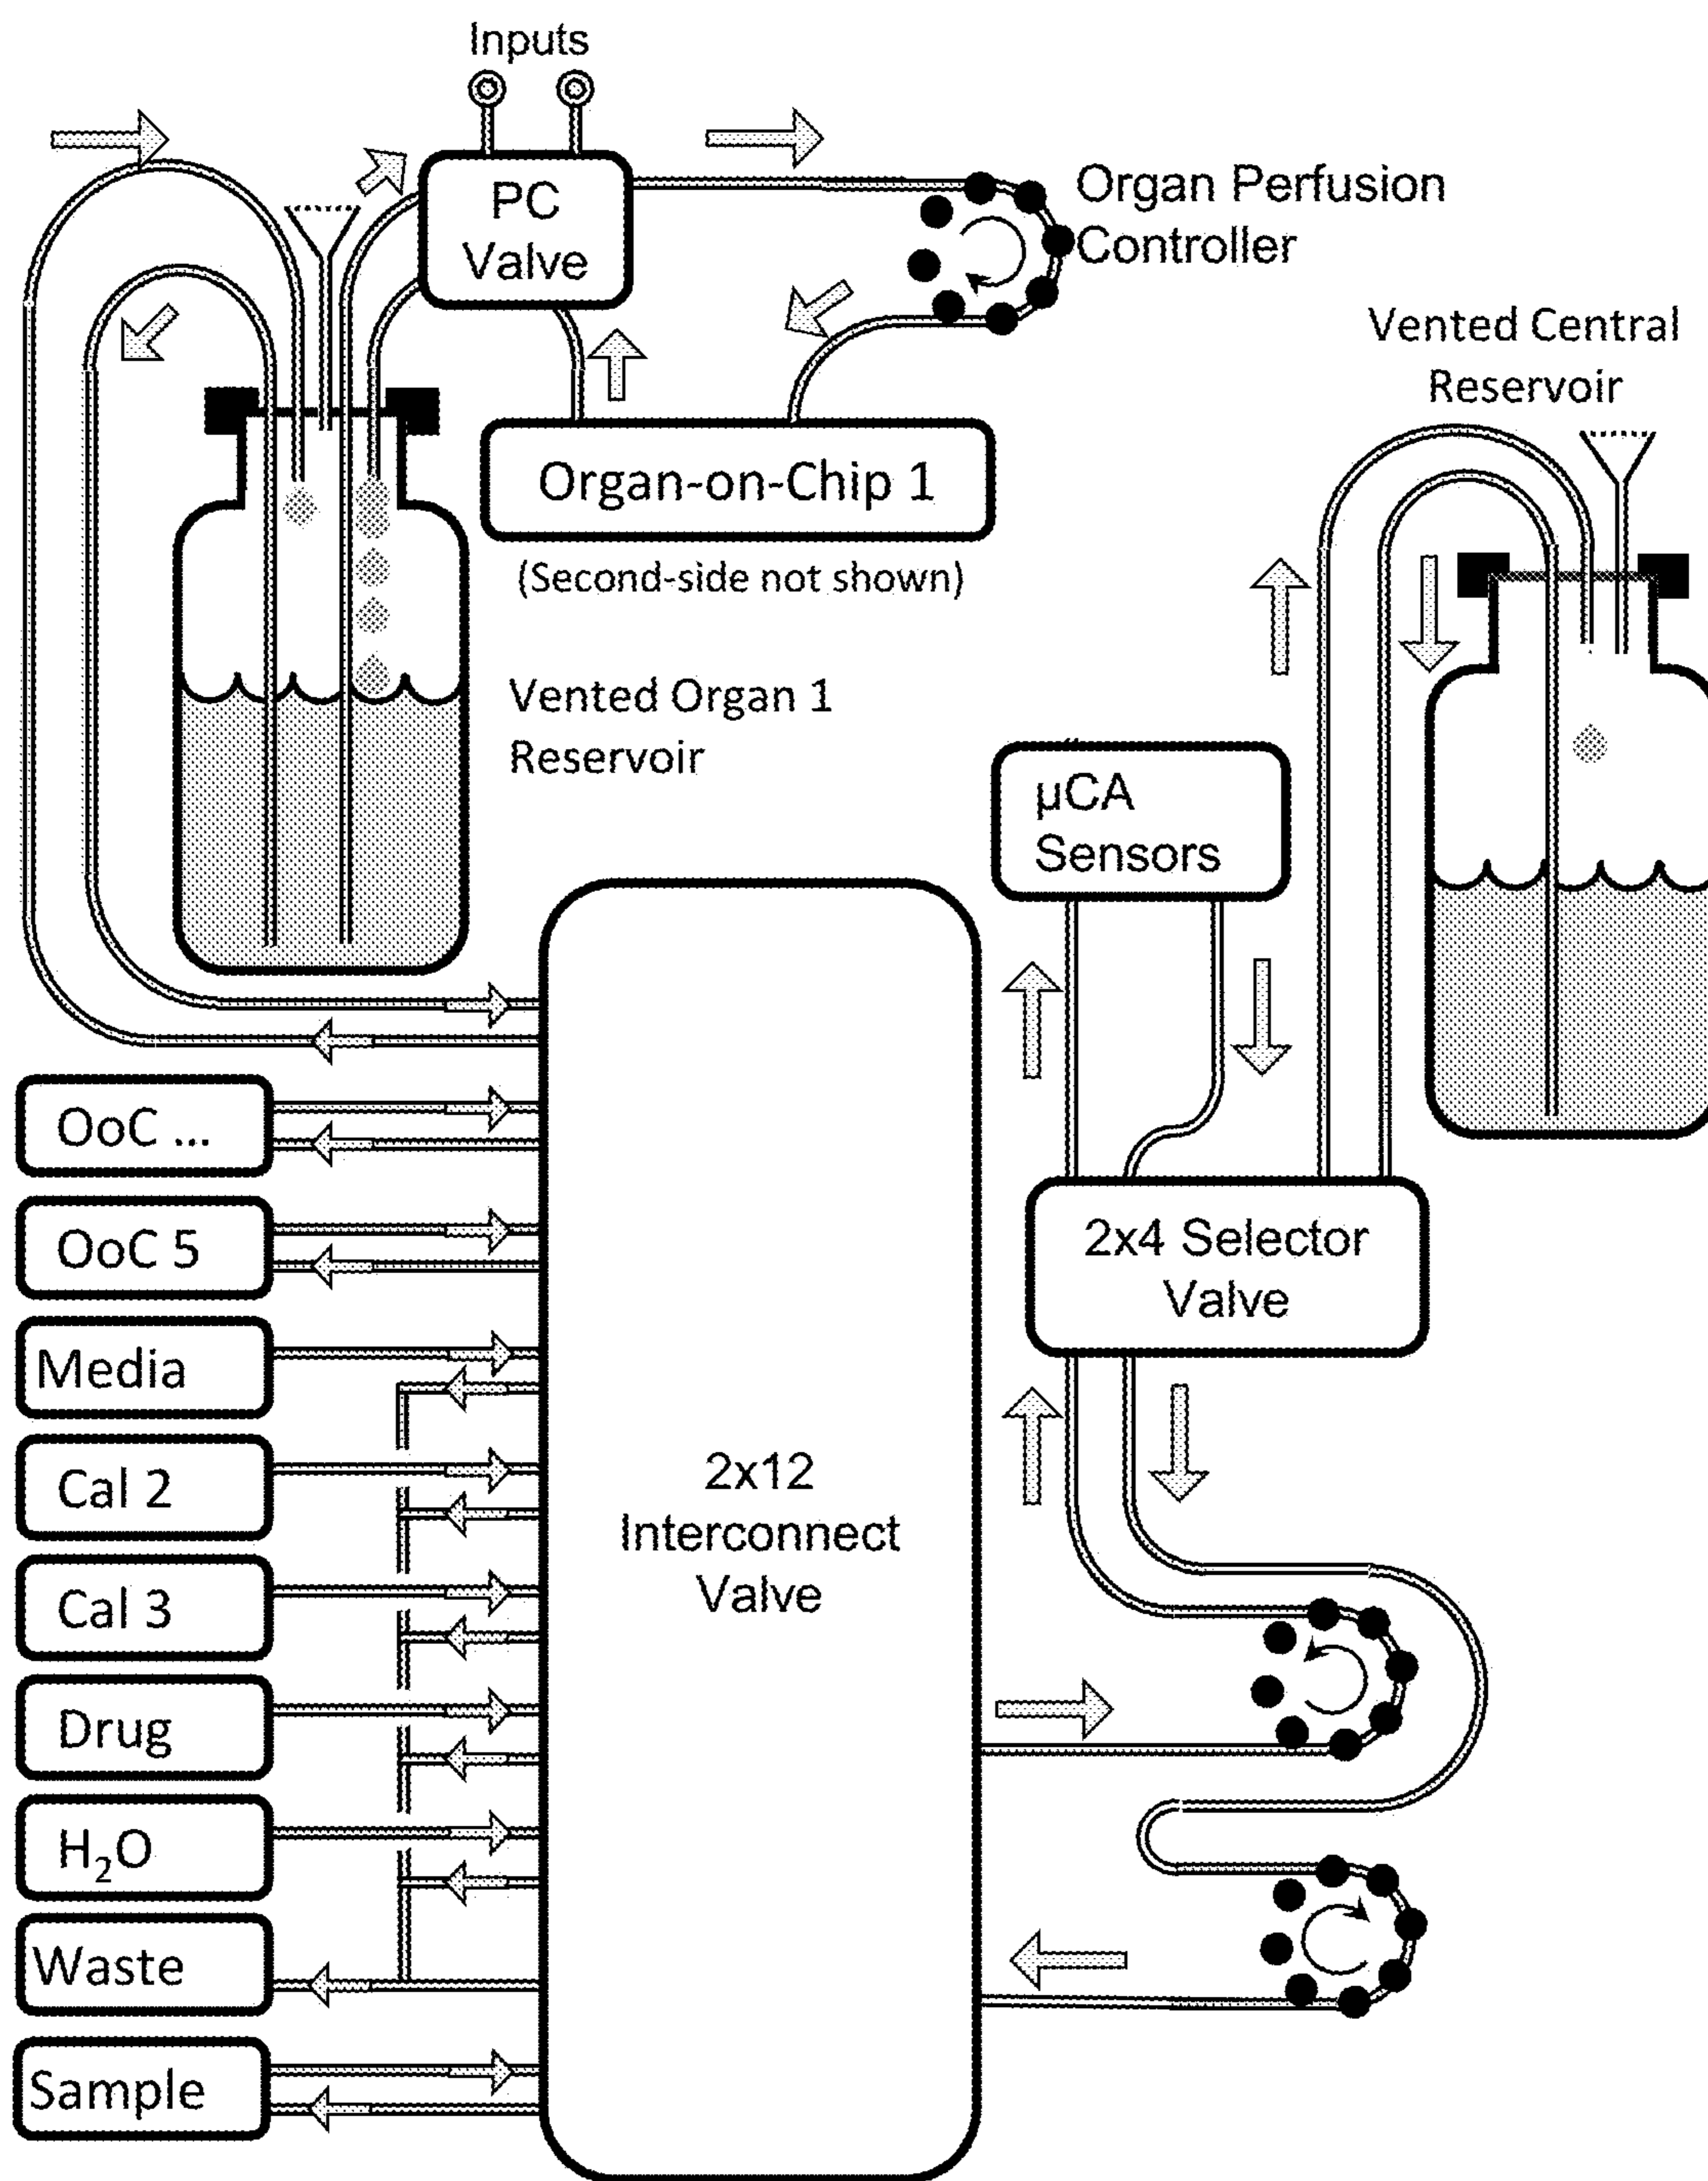 Inputs
PC
Valve
Organ Perfusion
Controller
Vented Central
Reservoir
Organ-on-Chip 1
(Second-side not shown)
Vented Organ 1
Reservoir
µCA
Sensors
OoC ...
OoC 5
Media
Cal 2
Cal 3
Drug
H₂O
Waste
Sample
2x12
Interconnect
Valve
2x4 Selector
Valve